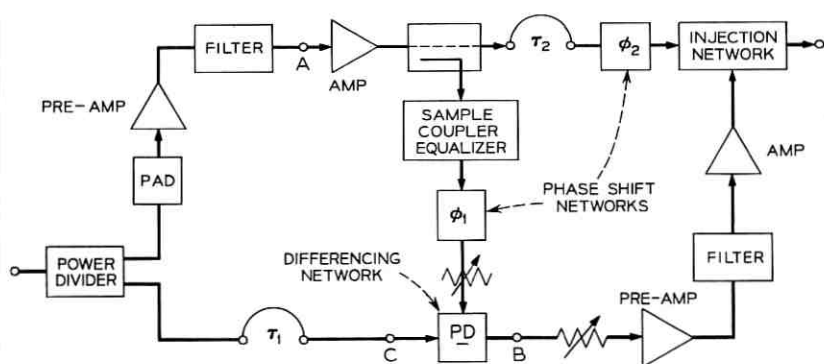 FILTER
A
AMP
τ2
ϕ2
INJECTION
NETWORK
PRE-AMP
SAMPLE
COUPLER
EQUALIZER
AMP
PAD
PHASE SHIFT
NETWORKS
ϕ1
DIFFERENCING
NETWORK
FILTER
POWER
DIVIDER
PRE-AMP
τ1
C
PD
B